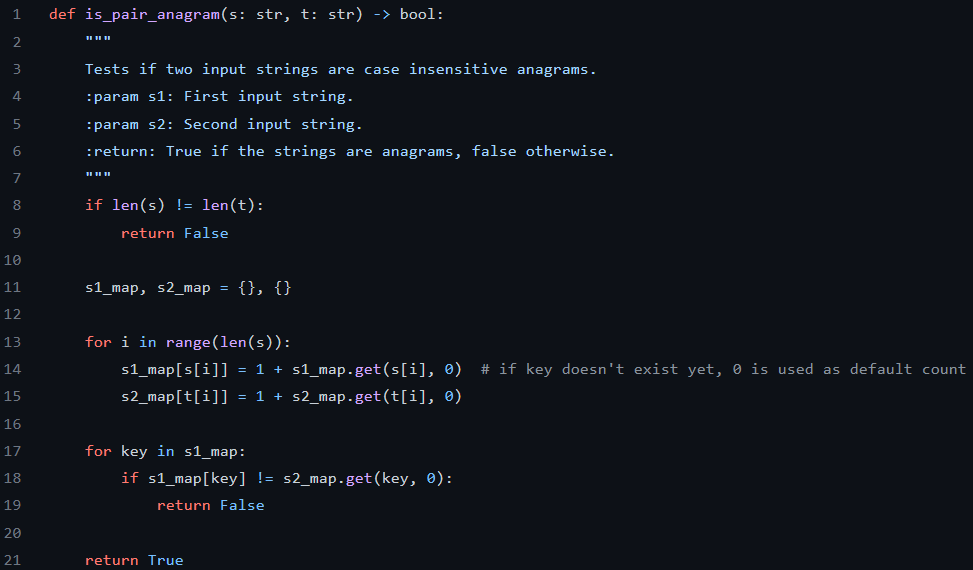 1 def is_pair_anagram(s: str, t: str) -> bool:
2     """
3     Tests if two input strings are case insensitive anagrams.
4     :param s1: First input string.
5     :param s2: Second input string.
6     :return: True if the strings are anagrams, false otherwise.
7     """
8     if len(s) != len(t):
9         return False
10
11     s1_map, s2_map = {}, {}
12
13     for i in range(len(s)):
14         s1_map[s[i]] = 1 + s1_map.get(s[i], 0)  # if key doesn't exist yet, 0 is used as default count
15         s2_map[t[i]] = 1 + s2_map.get(t[i], 0)
16
17     for key in s1_map:
18         if s1_map[key] != s2_map.get(key, 0):
19             return False
20
21     return True